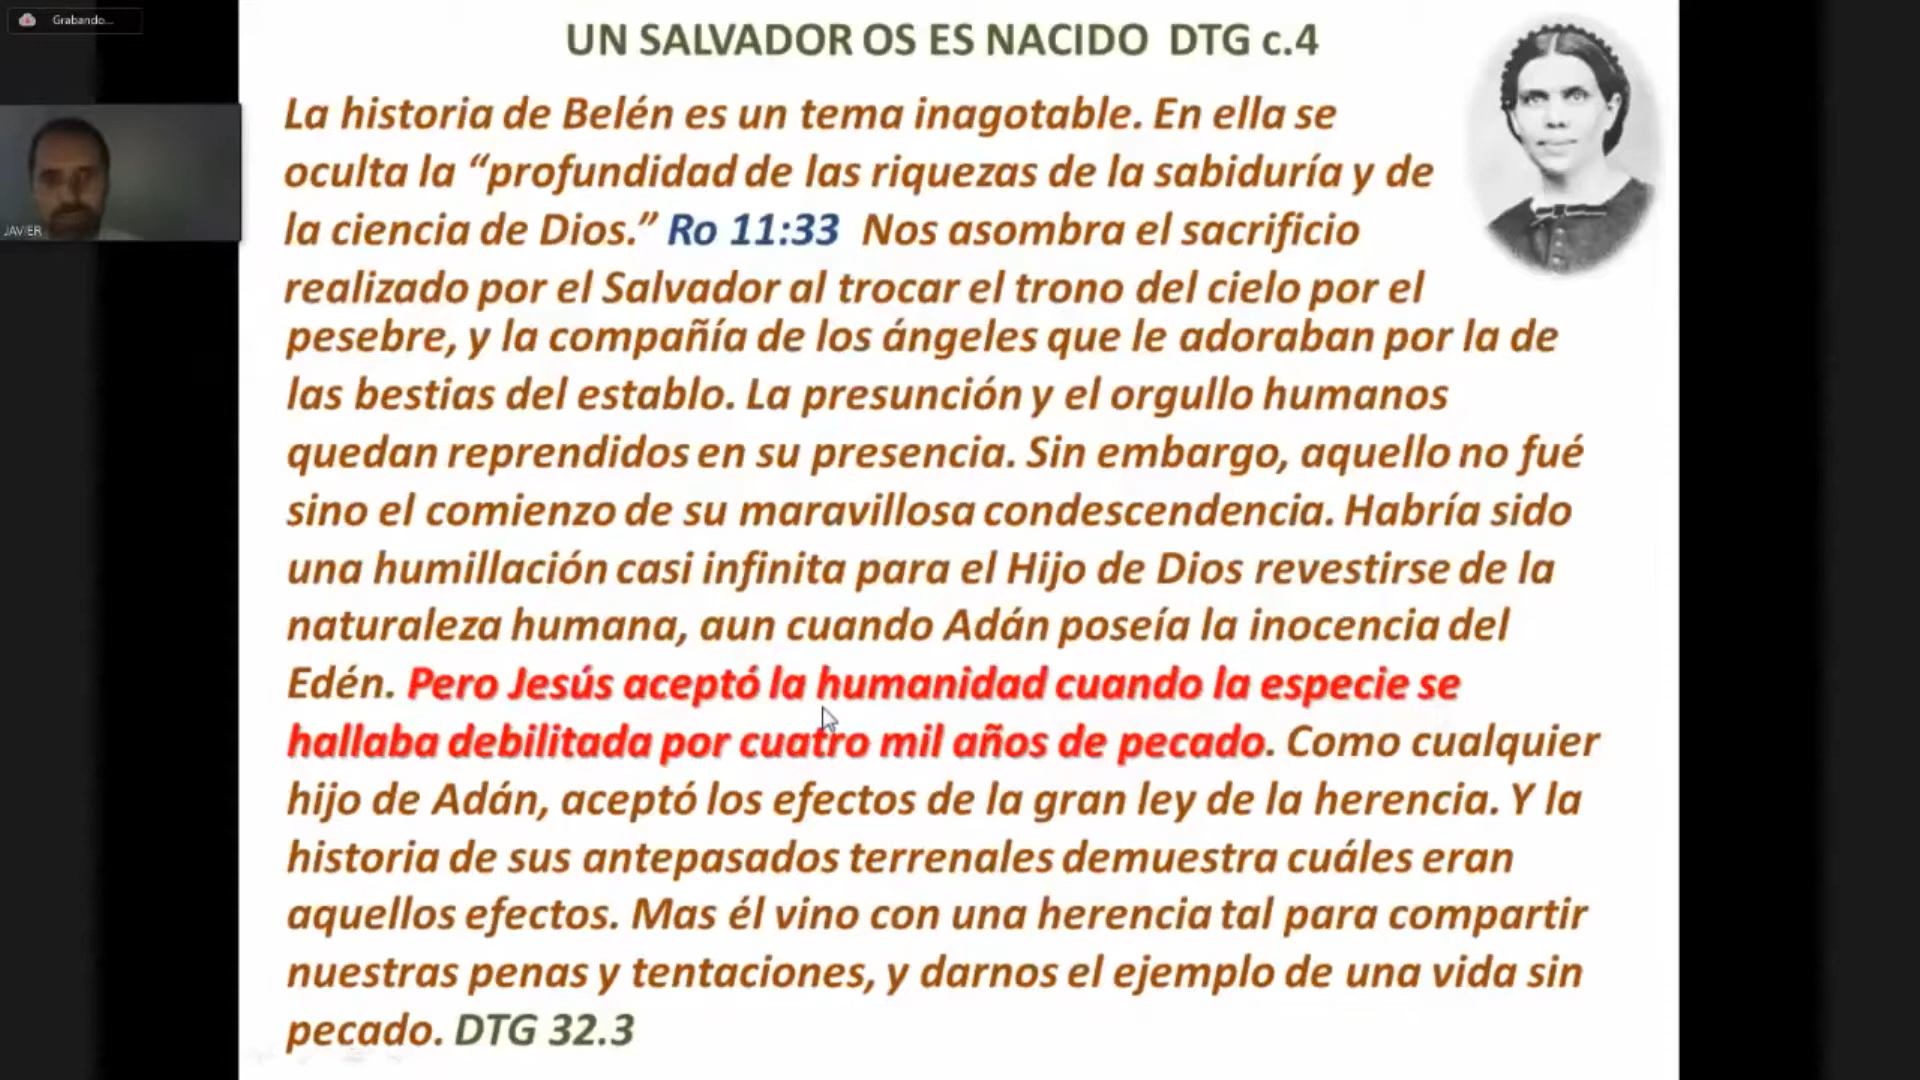 Grabando...
UN SALVADOR OS ES NACIDO DTG c.4
La historia de Belén es un tema inagotable. En ella se
oculta la “profundidad de las riquezas de la sabiduría y de
la ciencia de Dios.” Ro 11:33 Nos asombra el sacrificio
realizado por el Salvador al trocar el trono del cielo por el
pesebre, y la compañía de los ángeles que le adoraban por la de
las bestias del establo. La presunción y el orgullo humanos
quedan reprendidos en su presencia. Sin embargo, aquello no fué
sino el comienzo de su maravillosa condescendencia. Habría sido
una humillación casi infinita para el Hijo de Dios revestirse de la
naturaleza humana, aun cuando Adán poseía la inocencia del
Edén. Pero Jesús aceptó la humanidad cuando la especie se
hallaba debilitada por cuatro mil años de pecado. Como cualquier
hijo de Adán, aceptó los efectos de la gran ley de la herencia. Y la
historia de sus antepasados terrenales demuestra cuáles eran
aquellos efectos. Mas él vino con una herencia tal para compartir
nuestras penas y tentaciones, y darnos el ejemplo de una vida sin
pecado. DTG 32.3
JAVIER